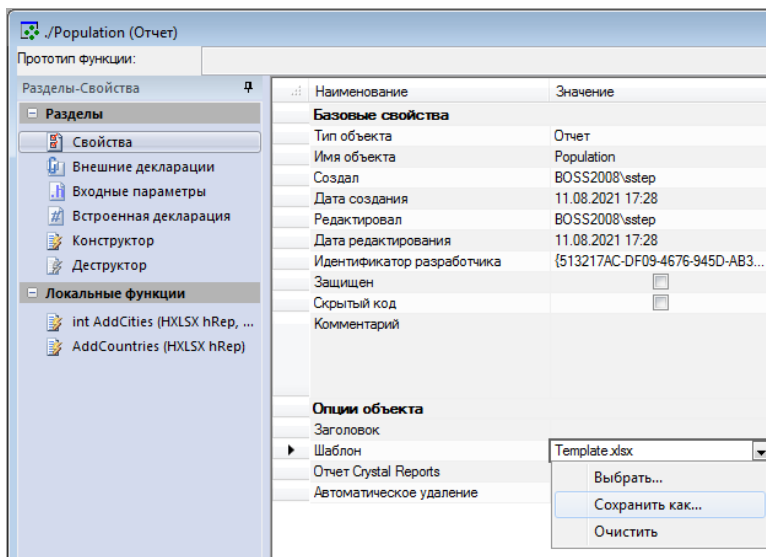 ./Population (Отчет)
Прототип функции:
Разделы-Свойства
Разделы
Свойства
Внешние декларации
Входные параметры
Встроенная декларация
Конструктор
Деструктор
Локальные функции
int AddCities (HXLSX hRep, ...
AddCountries (HXLSX hRep)
Наименование Значение
Базовые свойства
Тип объекта Отчет
Имя объекта Population
Создал BOSS2008\sstep
Дата создания 11.08.2021 17:28
Редактировал BOSS2008\sstep
Дата редактирования 11.08.2021 17:28
Идентификатор разработчика {513217AC-DF09-4676-945D-AB3...
Защищен
Скрытый код
Комментарий
Опции объекта
Заголовок
Шаблон Template.xlsx
Отчет Crystal Reports
Автоматическое удаление
Выбрать...
Сохранить как...
Очистить